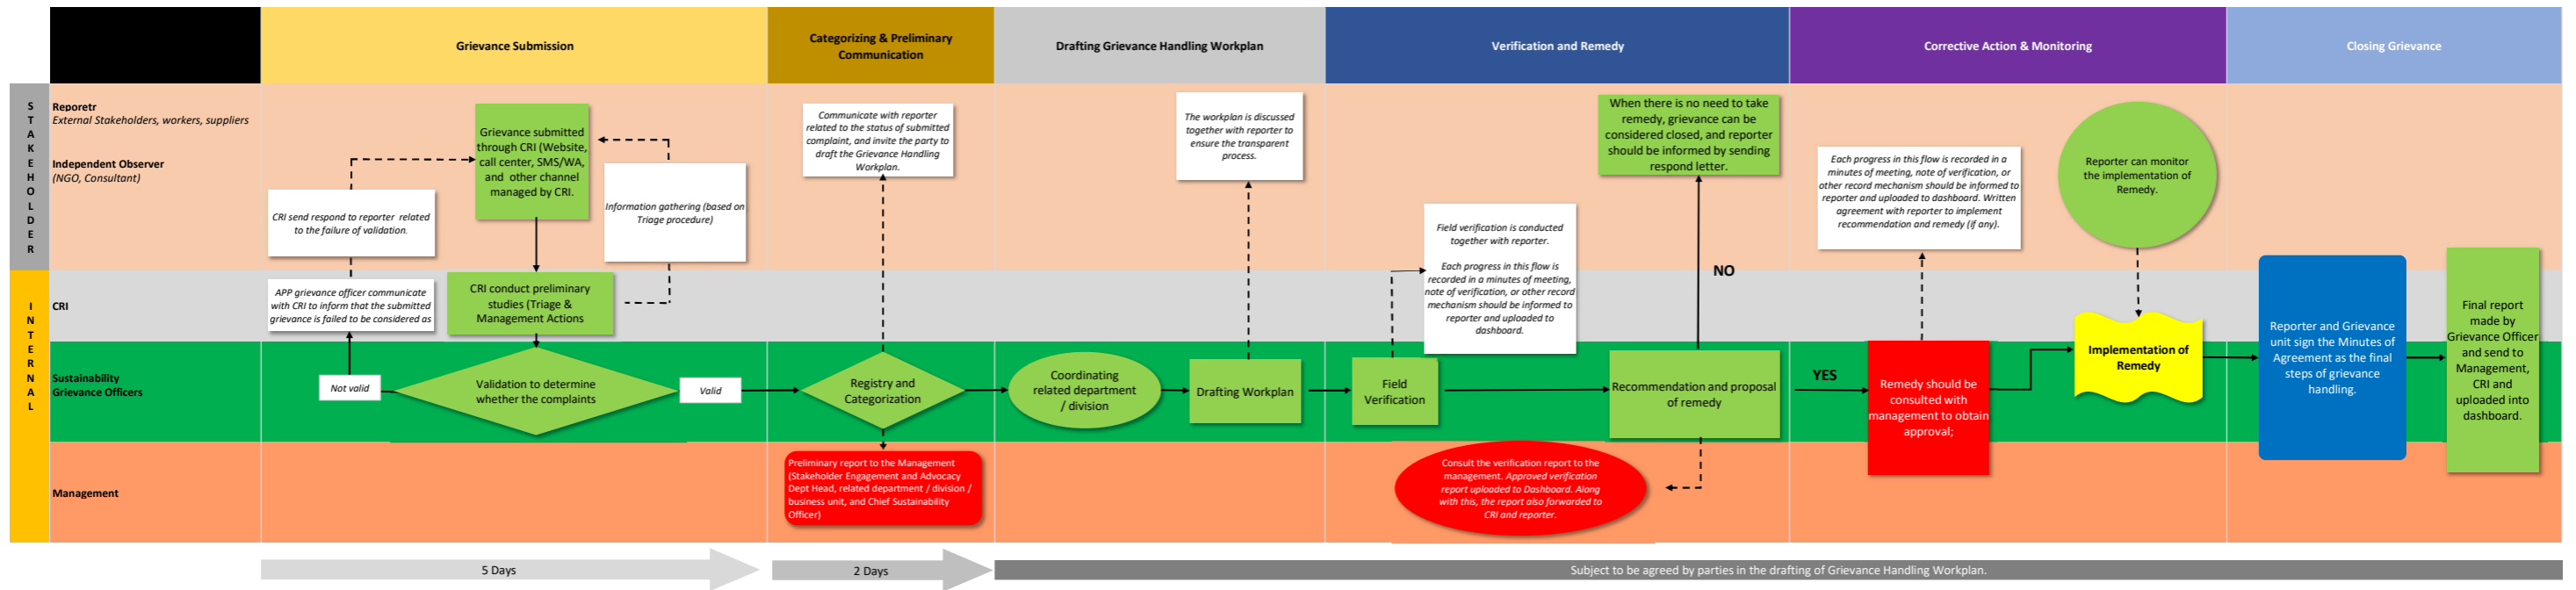 Grievance Submission
Categorizing & Preliminary
Communication
Drafting Grievance Handling Workplan
Verification and Remedy
Corrective Action & Monitoring
Closing Grievance
STAKEHOLDER
Reporetr
External Stakeholders, workers, suppliers
Independent Observer
(NGO, Consultant)
Grievance submitted
through CRI (Website,
call center, SMS/WA,
and other channel
managed by CRI.
CRI send respond to reporter related
to the failure of validation.
Information gathering (based on
Triage procedure)
Communicate with reporter
related to the status of submitted
complaint, and invite the party to
draft the Grievance Handling
Workplan.
The workplan is discussed
together with reporter to
ensure the transparent
process.
When there is no need to take
remedy, grievance can be
considered closed, and reporter
should be informed by sending
respond letter.
Field verification is conducted
together with reporter.
Each progress in this flow is
recorded in a minutes of meeting,
note of verification, or other record
mechanism should be informed to
reporter and uploaded to
dashboard.
NO
Each progress in this flow is recorded in a
minutes of meeting, note of verification, or
other record mechanism should be informed to
reporter and uploaded to dashboard. Written
agreement with reporter to implement
recommendation and remedy (if any).
Reporter can monitor
the implementation of
Remedy.
INTERNAL
CRI
APP grievance officer communicate
with CRI to inform that the submitted
grievance is failed to be considered as
CRI conduct preliminary
studies (Triage &
Management Actions
Sustainability
Grievance Officers
Not valid
Validation to determine
whether the complaints
Valid
Registry and
Categorization
Coordinating
related department
/ division
Drafting Workplan
Field
Verification
Recommendation and proposal
of remedy
YES
Remedy should be
consulted with
management to obtain
approval;
Implementation of
Remedy
Reporter and Grievance
unit sign the Minutes of
Agreement as the final
steps of grievance
handling.
Final report
made by
Grievance Officer
and send to
Management,
CRI and
uploaded into
dashboard.
Management
Preliminary report to the Management
(Stakeholder Engagement and Advocacy
Dept Head, related department / division /
business unit, and Chief Sustainability
Officer)
Consult the verification report to the
management. Approved verification
report uploaded to Dashboard. Along
with this, the report also forwarded to
CRI and reporter.
5 Days
2 Days
Subject to be agreed by parties in the drafting of Grievance Handling Workplan.